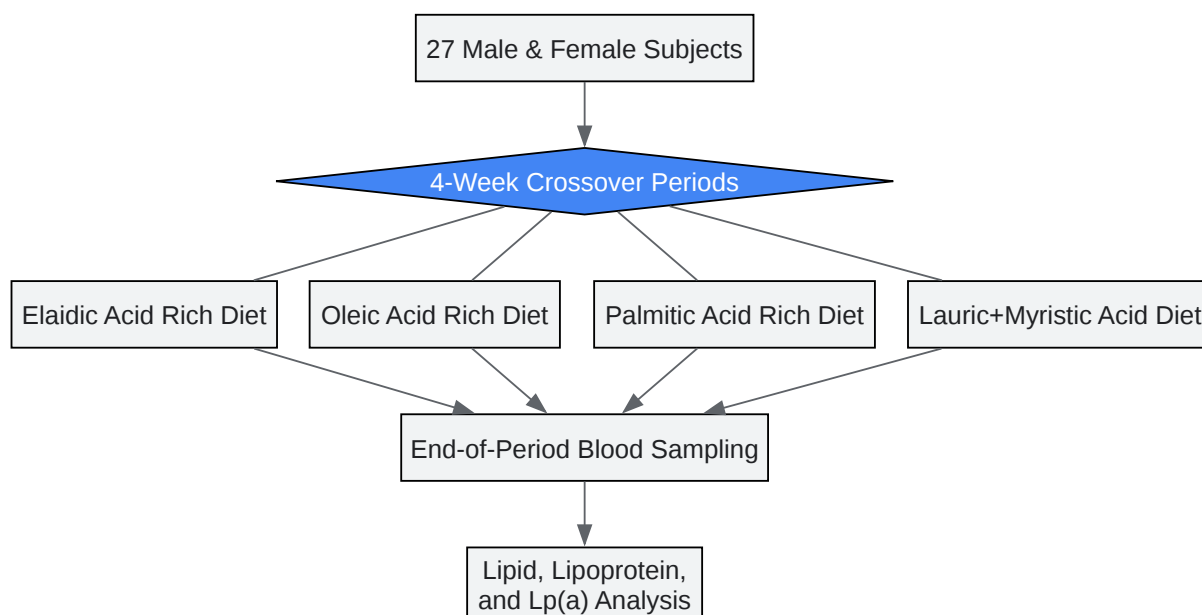 27 Male & Female Subjects
4-Week Crossover Periods
Elaidic Acid Rich Diet
Oleic Acid Rich Diet
Palmitic Acid Rich Diet
Lauric+Myristic Acid Diet
End-of-Period Blood Sampling
Lipid, Lipoprotein,
and Lp(a) Analysis